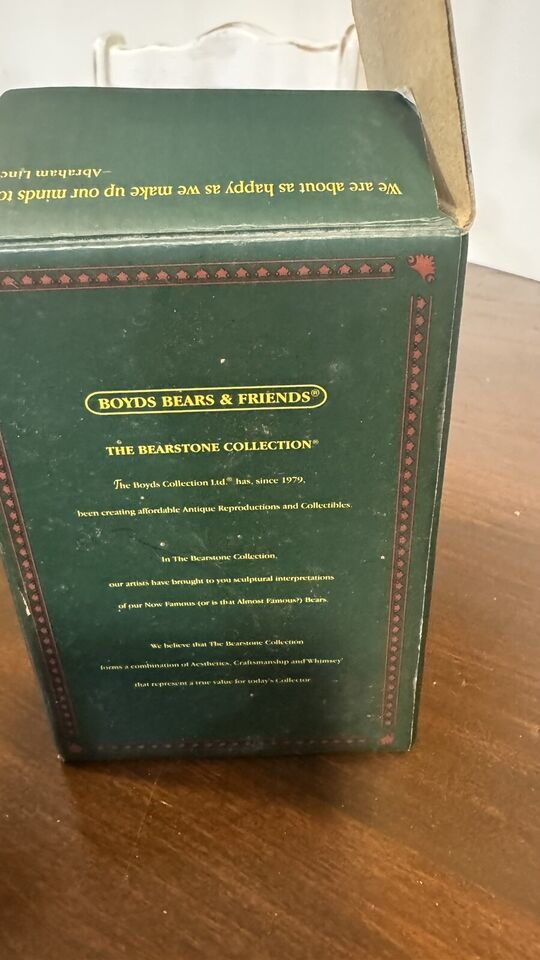 We are about as happy as we make up our minds to
—Abraham
BOYDS BEARS & FRIENDS®
THE BEARSTONE COLLECTION®
The Boyds Collection Ltd.® has, since 1979,
been creating affordable Antique Reproductions and Collectibles.
In The Bearstone Collection,
our artists have brought to you sculptural interpretations
of our Now Famous (or is that Almost Famous?) Bears.
We believe that The Bearstone Collection
forms a combination of Aesthetics, Craftsmanship and Whimsey
that represent a true value for today's Collector.